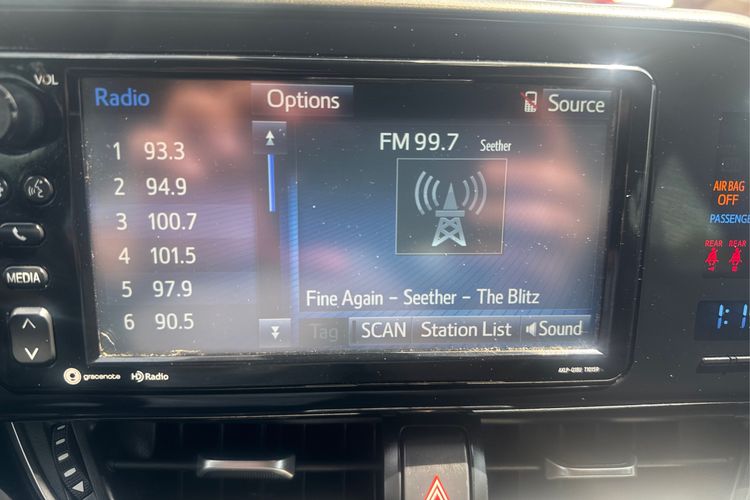 VOL
Radio
Options
Source
FM 99.7 Seether
1 93.3
2 94.9
3 100.7
4 101.5
5 97.9
6 90.5
Fine Again - Seether - The Blitz
Tag SCAN Station List Sound
MEDIA
gracenote HD Radio
AIR BAG
OFF
REAR REAR